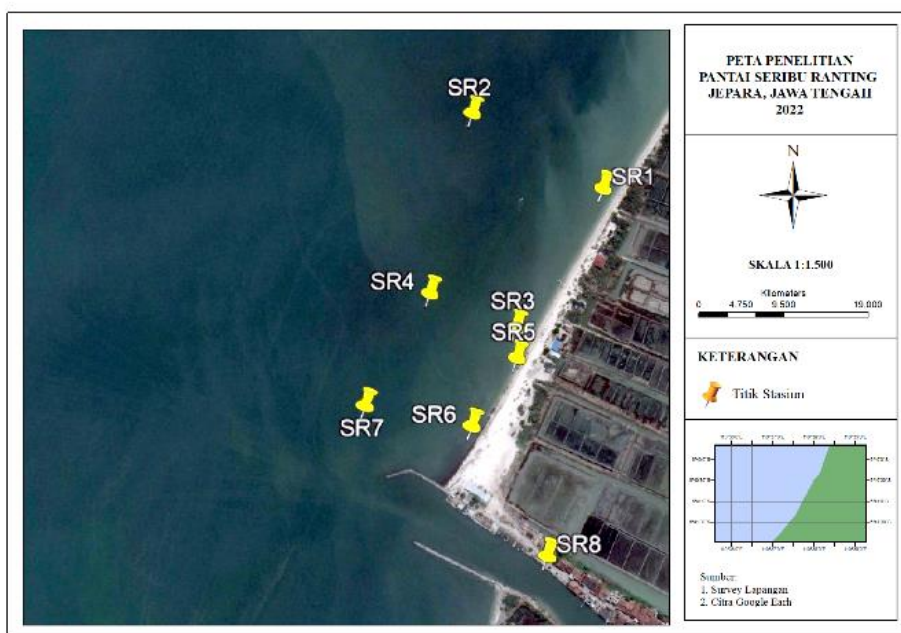 SR2
SR1
SR4
SR3
SR5
SR6
SR7
SR8
PETA PENELITIAN
PANTAI SERIBU RANTING
JEPARA, JAWA TENGAH
2022
N
SKALA 1:1.500
Kilometers
0 4.750 9.500 19.000
KETERANGAN
Titik Stasiun
Sumber:
1. Survey Lapangan
2. Citra Google Earh